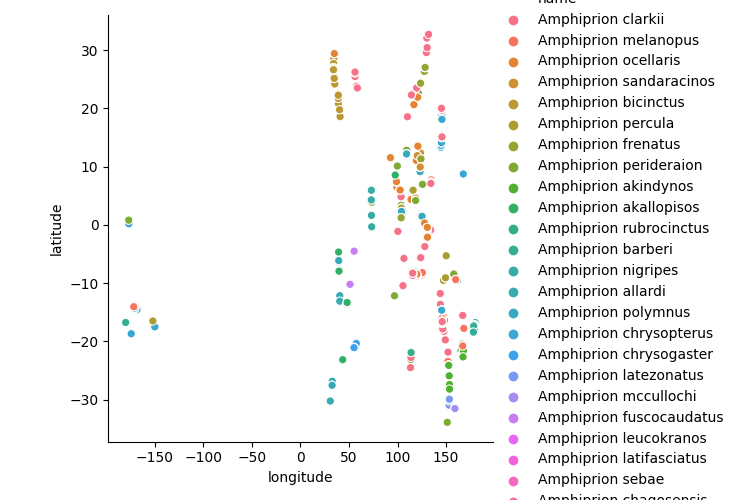 name
Amphiprion clarkii
Amphiprion melanopus
Amphiprion ocellaris
Amphiprion sandaracinos
Amphiprion bicinctus
Amphiprion percula
Amphiprion frenatus
Amphiprion perideraion
Amphiprion akindynos
Amphiprion akallopisos
Amphiprion rubrocinctus
Amphiprion barberi
Amphiprion nigripes
Amphiprion allardi
Amphiprion polymnus
Amphiprion chrysopterus
Amphiprion chrysogaster
Amphiprion latezonatus
Amphiprion mccullochi
Amphiprion fuscocaudatus
Amphiprion leucokranos
Amphiprion latifasciatus
Amphiprion sebae
Amphiprion chagosensis
30
20
10
0
−10
−20
−30
latitude
−150 −100 −50 0 50 100 150
longitude